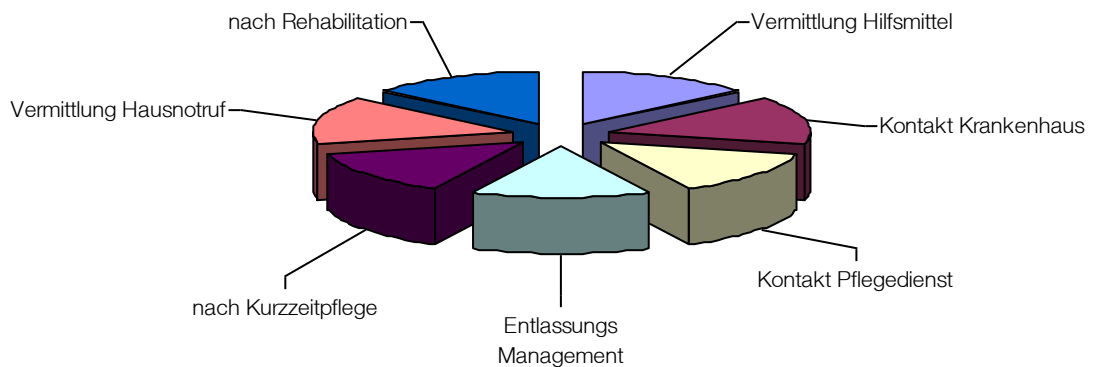 nach Rehabilitation
Vermittlung Hilfsmittel
Vermittlung Hausnotruf
Kontakt Krankenhaus
Kontakt Pflegedienst
nach Kurzzeitpflege
Entlassungs
Management